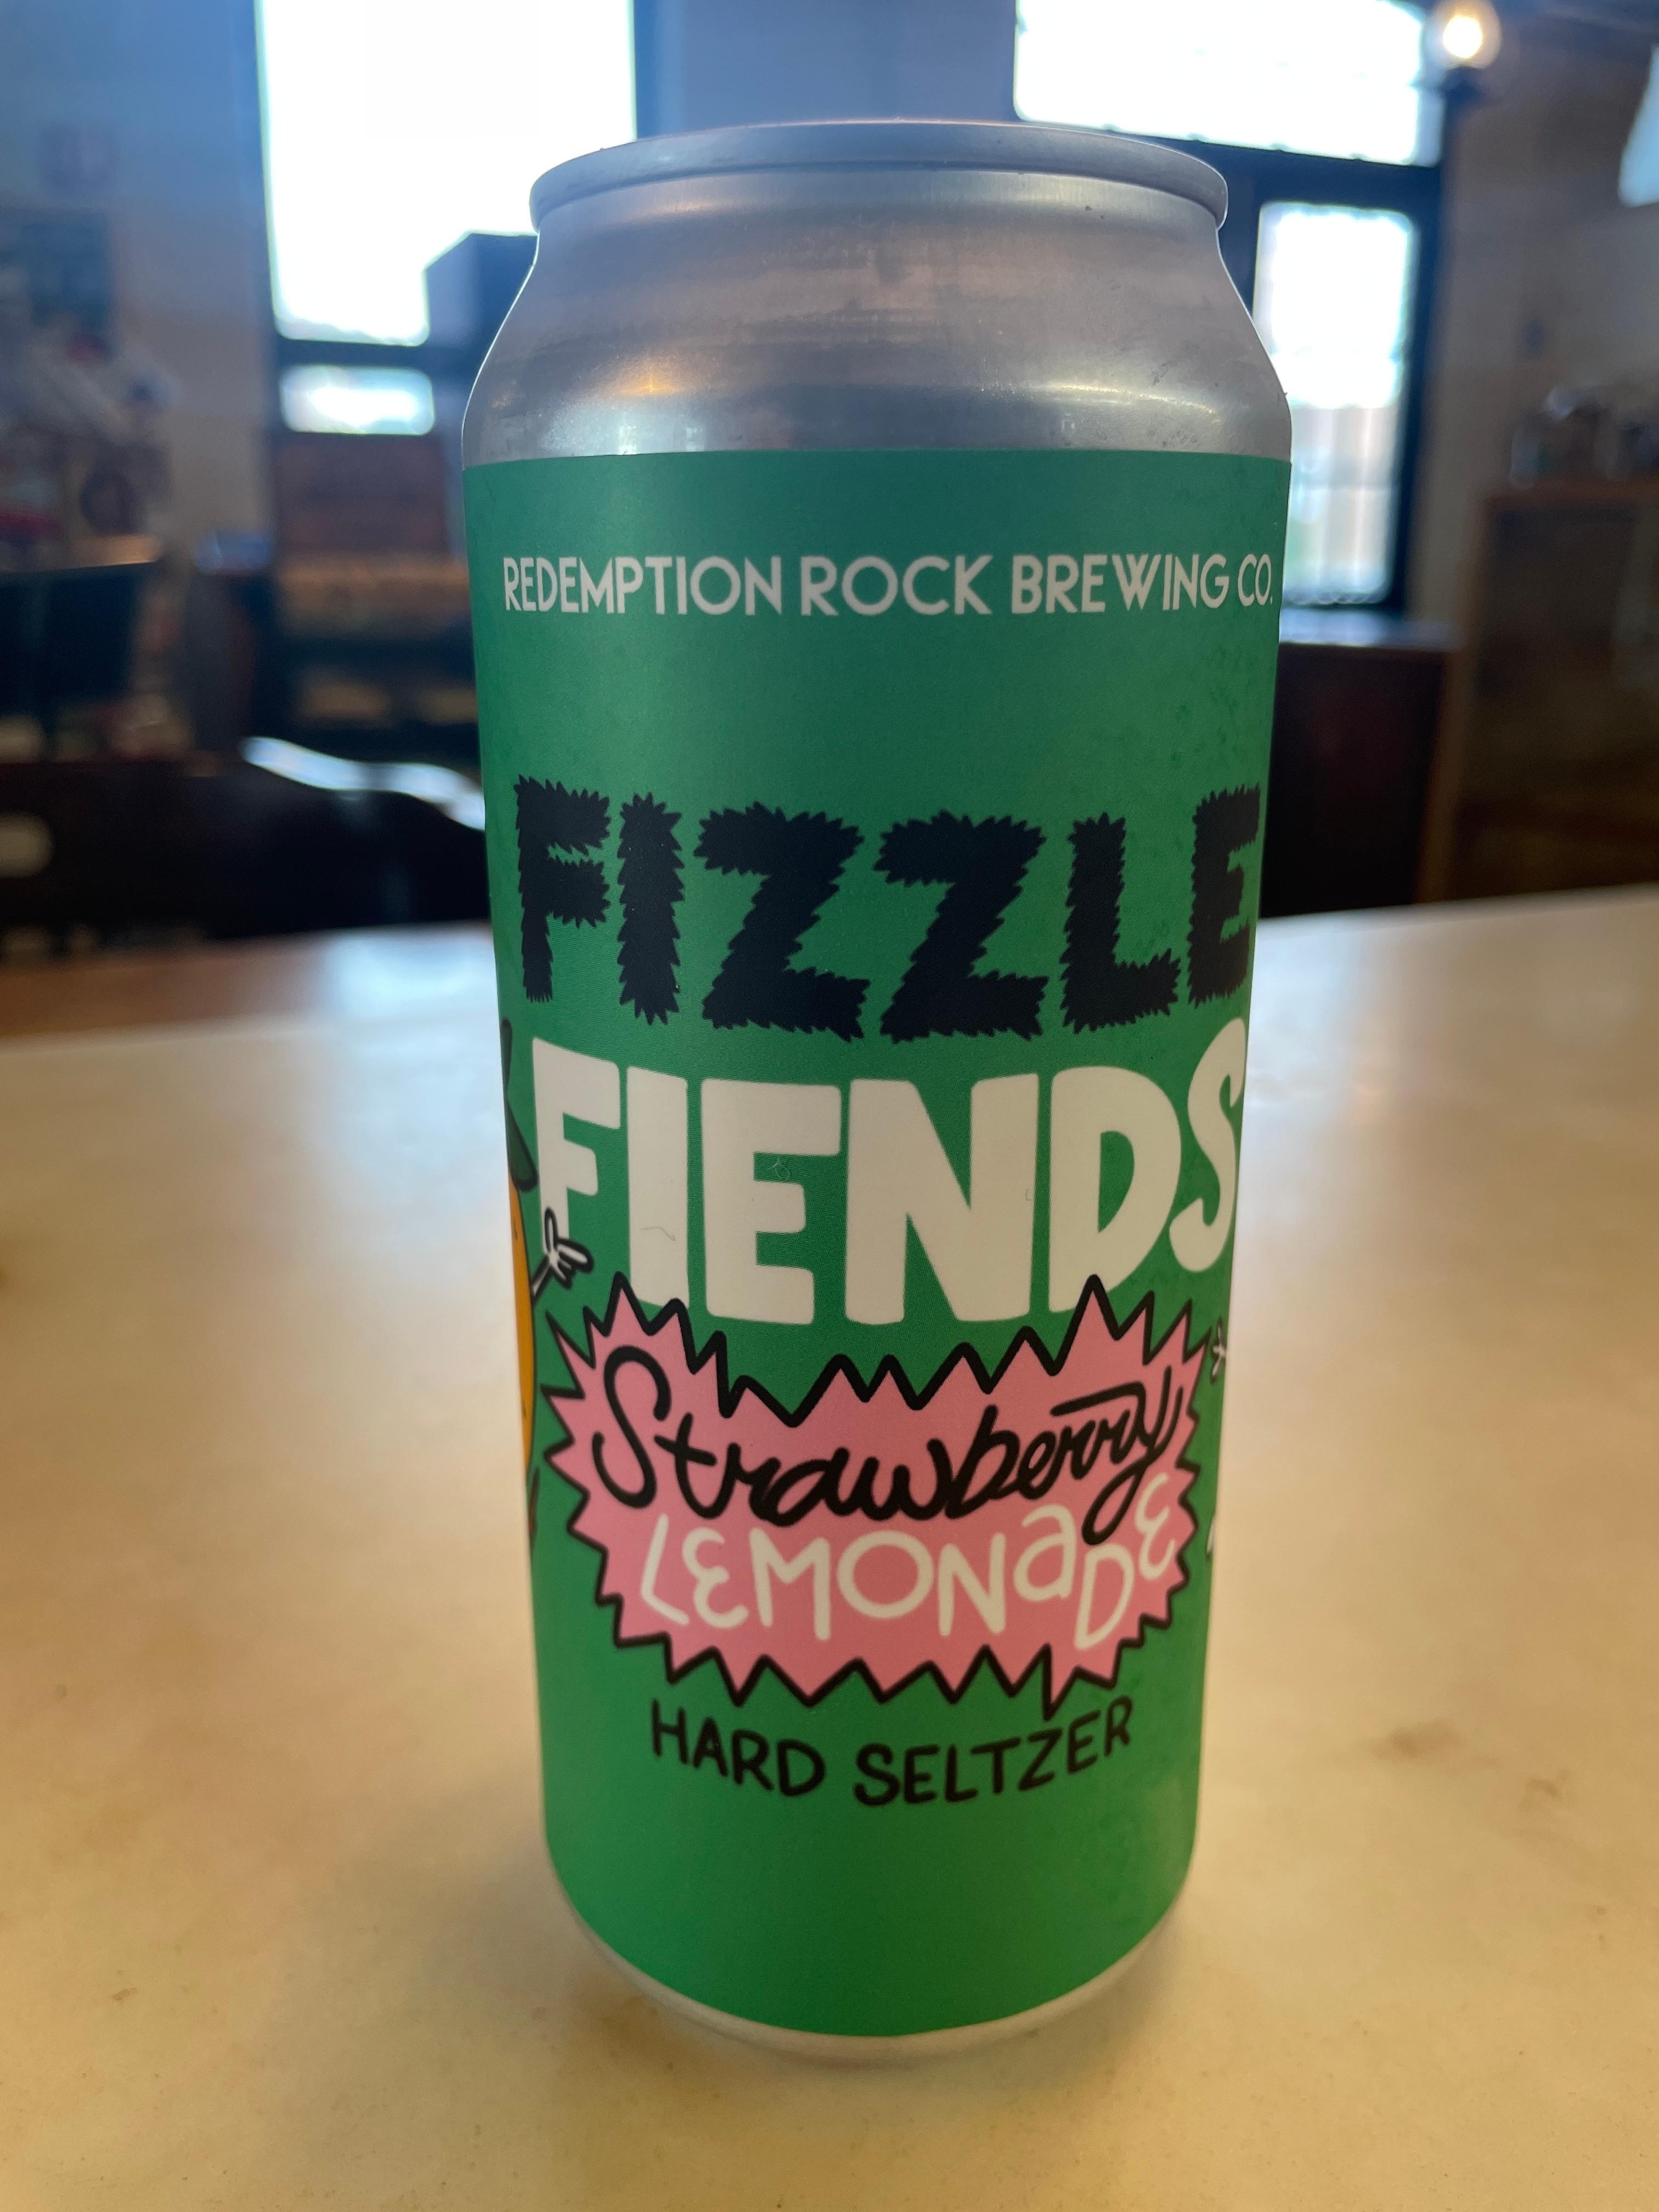 REDEMPTION ROCK BREWING CO.
FIZZLE
FIENDS
Strawberry
LEMONaDE
HARD SELTZER